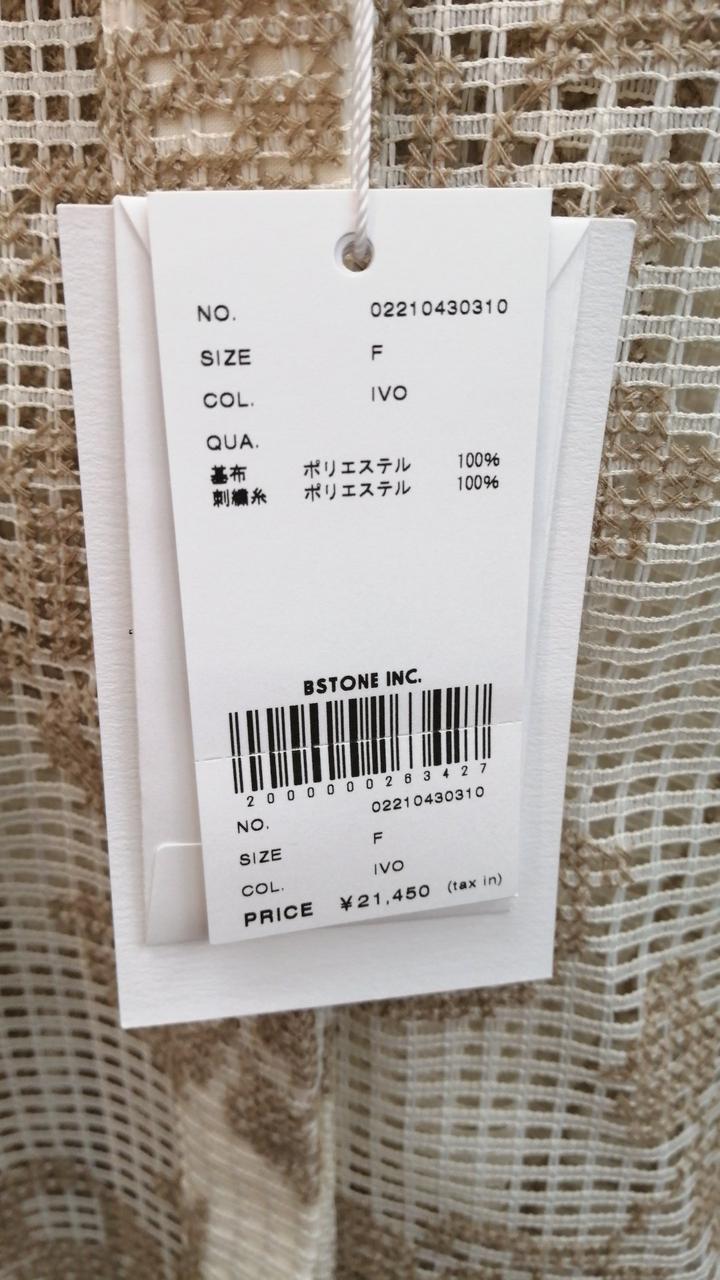 NO. 02210430310
SIZE F
COL. IVO
QUA.
基布 ポリエステル 100%
刺繍糸 ポリエステル 100%
BSTONE INC.
2000000263427
NO. 02210430310
SIZE F
COL. IVO
PRICE ¥21,450 (tax in)